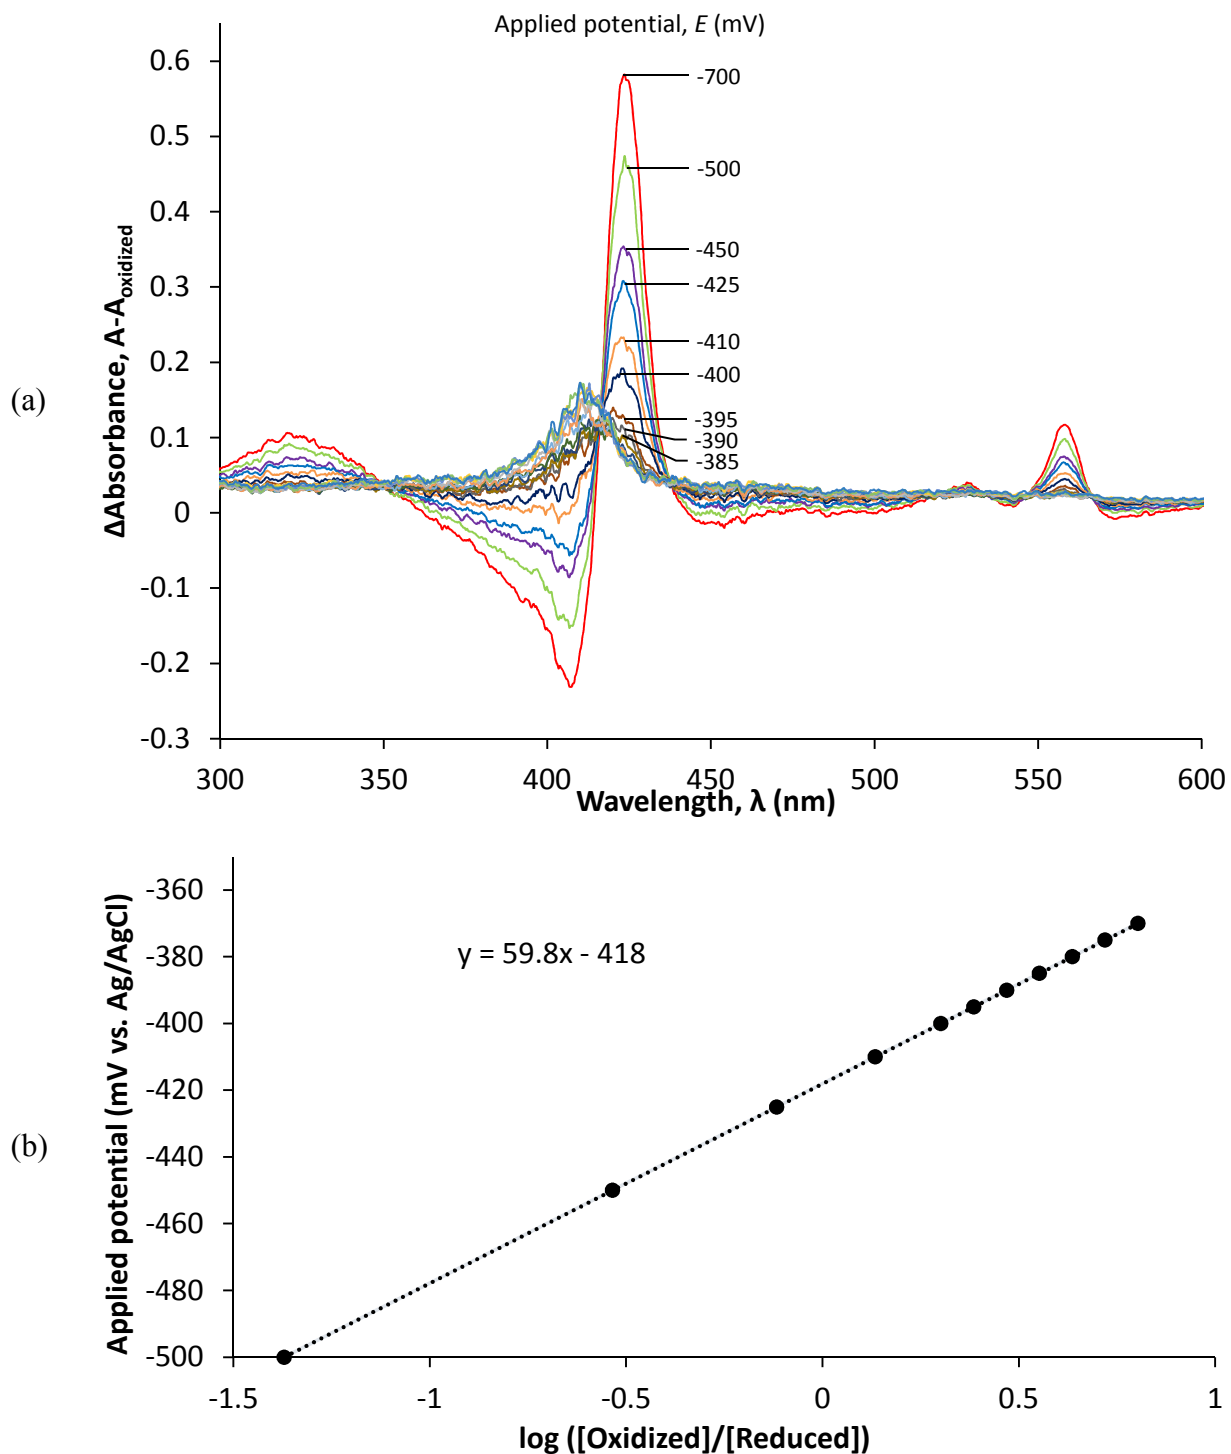 Applied potential, E (mV)
0.6
0.5
0.4
0.3
0.2
0.1
0
-0.1
-0.2
-0.3
ΔAbsorbance, A-Aoxidized
-700
-500
-450
-425
-410
-400
-395
-390
-385
(a)
300 350 400 450 500 550 600
Wavelength, λ (nm)
-360
-380
-400
-420
-440
-460
-480
-500
Applied potential (mV vs. Ag/AgCl)
y = 59.8x - 418
(b)
-1.5 -1 -0.5 0 0.5 1
log ([Oxidized]/[Reduced])